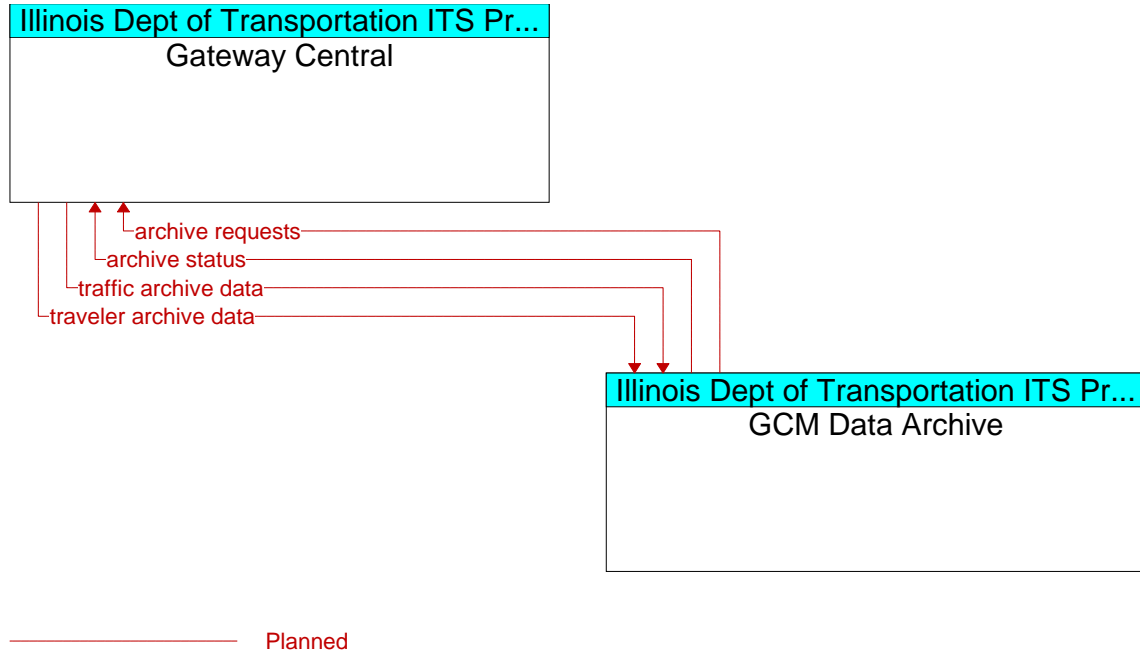 Illinois Dept of Transportation ITS Pr...
Gateway Central
archive requests
archive status
traffic archive data
traveler archive data
Illinois Dept of Transportation ITS Pr...
GCM Data Archive
Planned